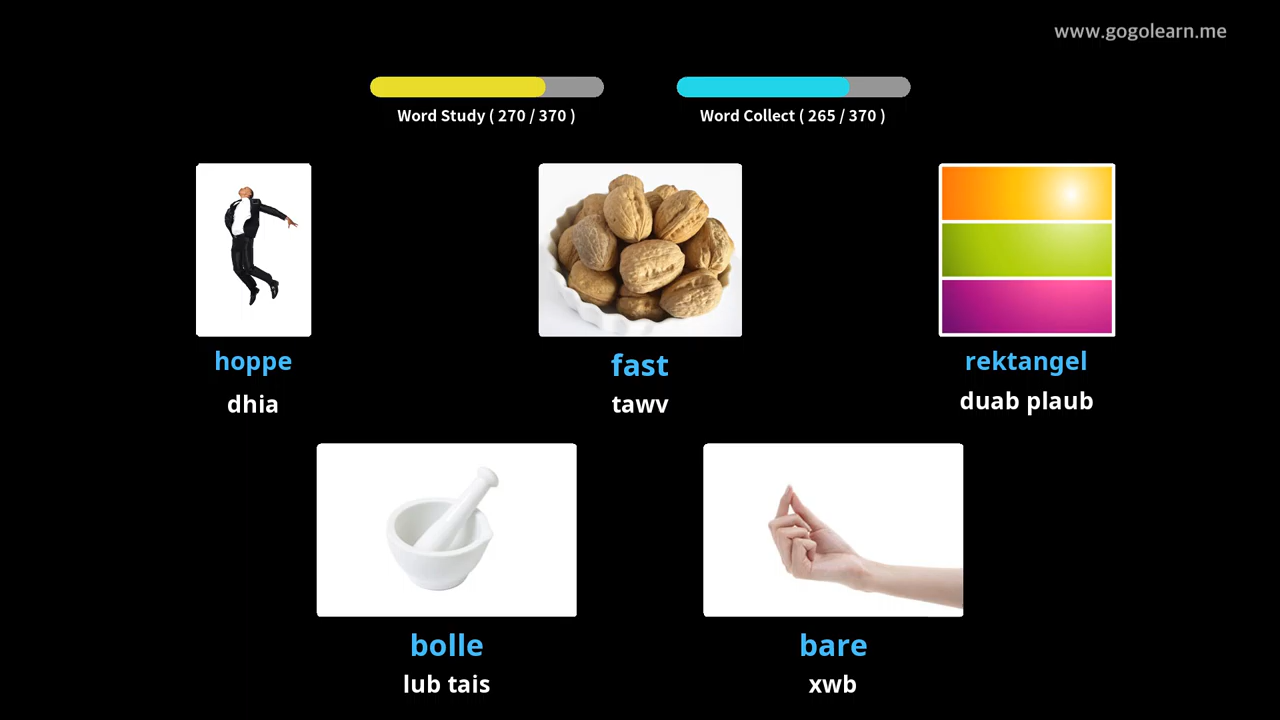 www.gogolearn.me
Word Study ( 270 / 370 )
Word Collect ( 265 / 370 )
hoppe
dhia
fast
tawv
rektangel
duab plaub
bolle
lub tais
bare
xwb